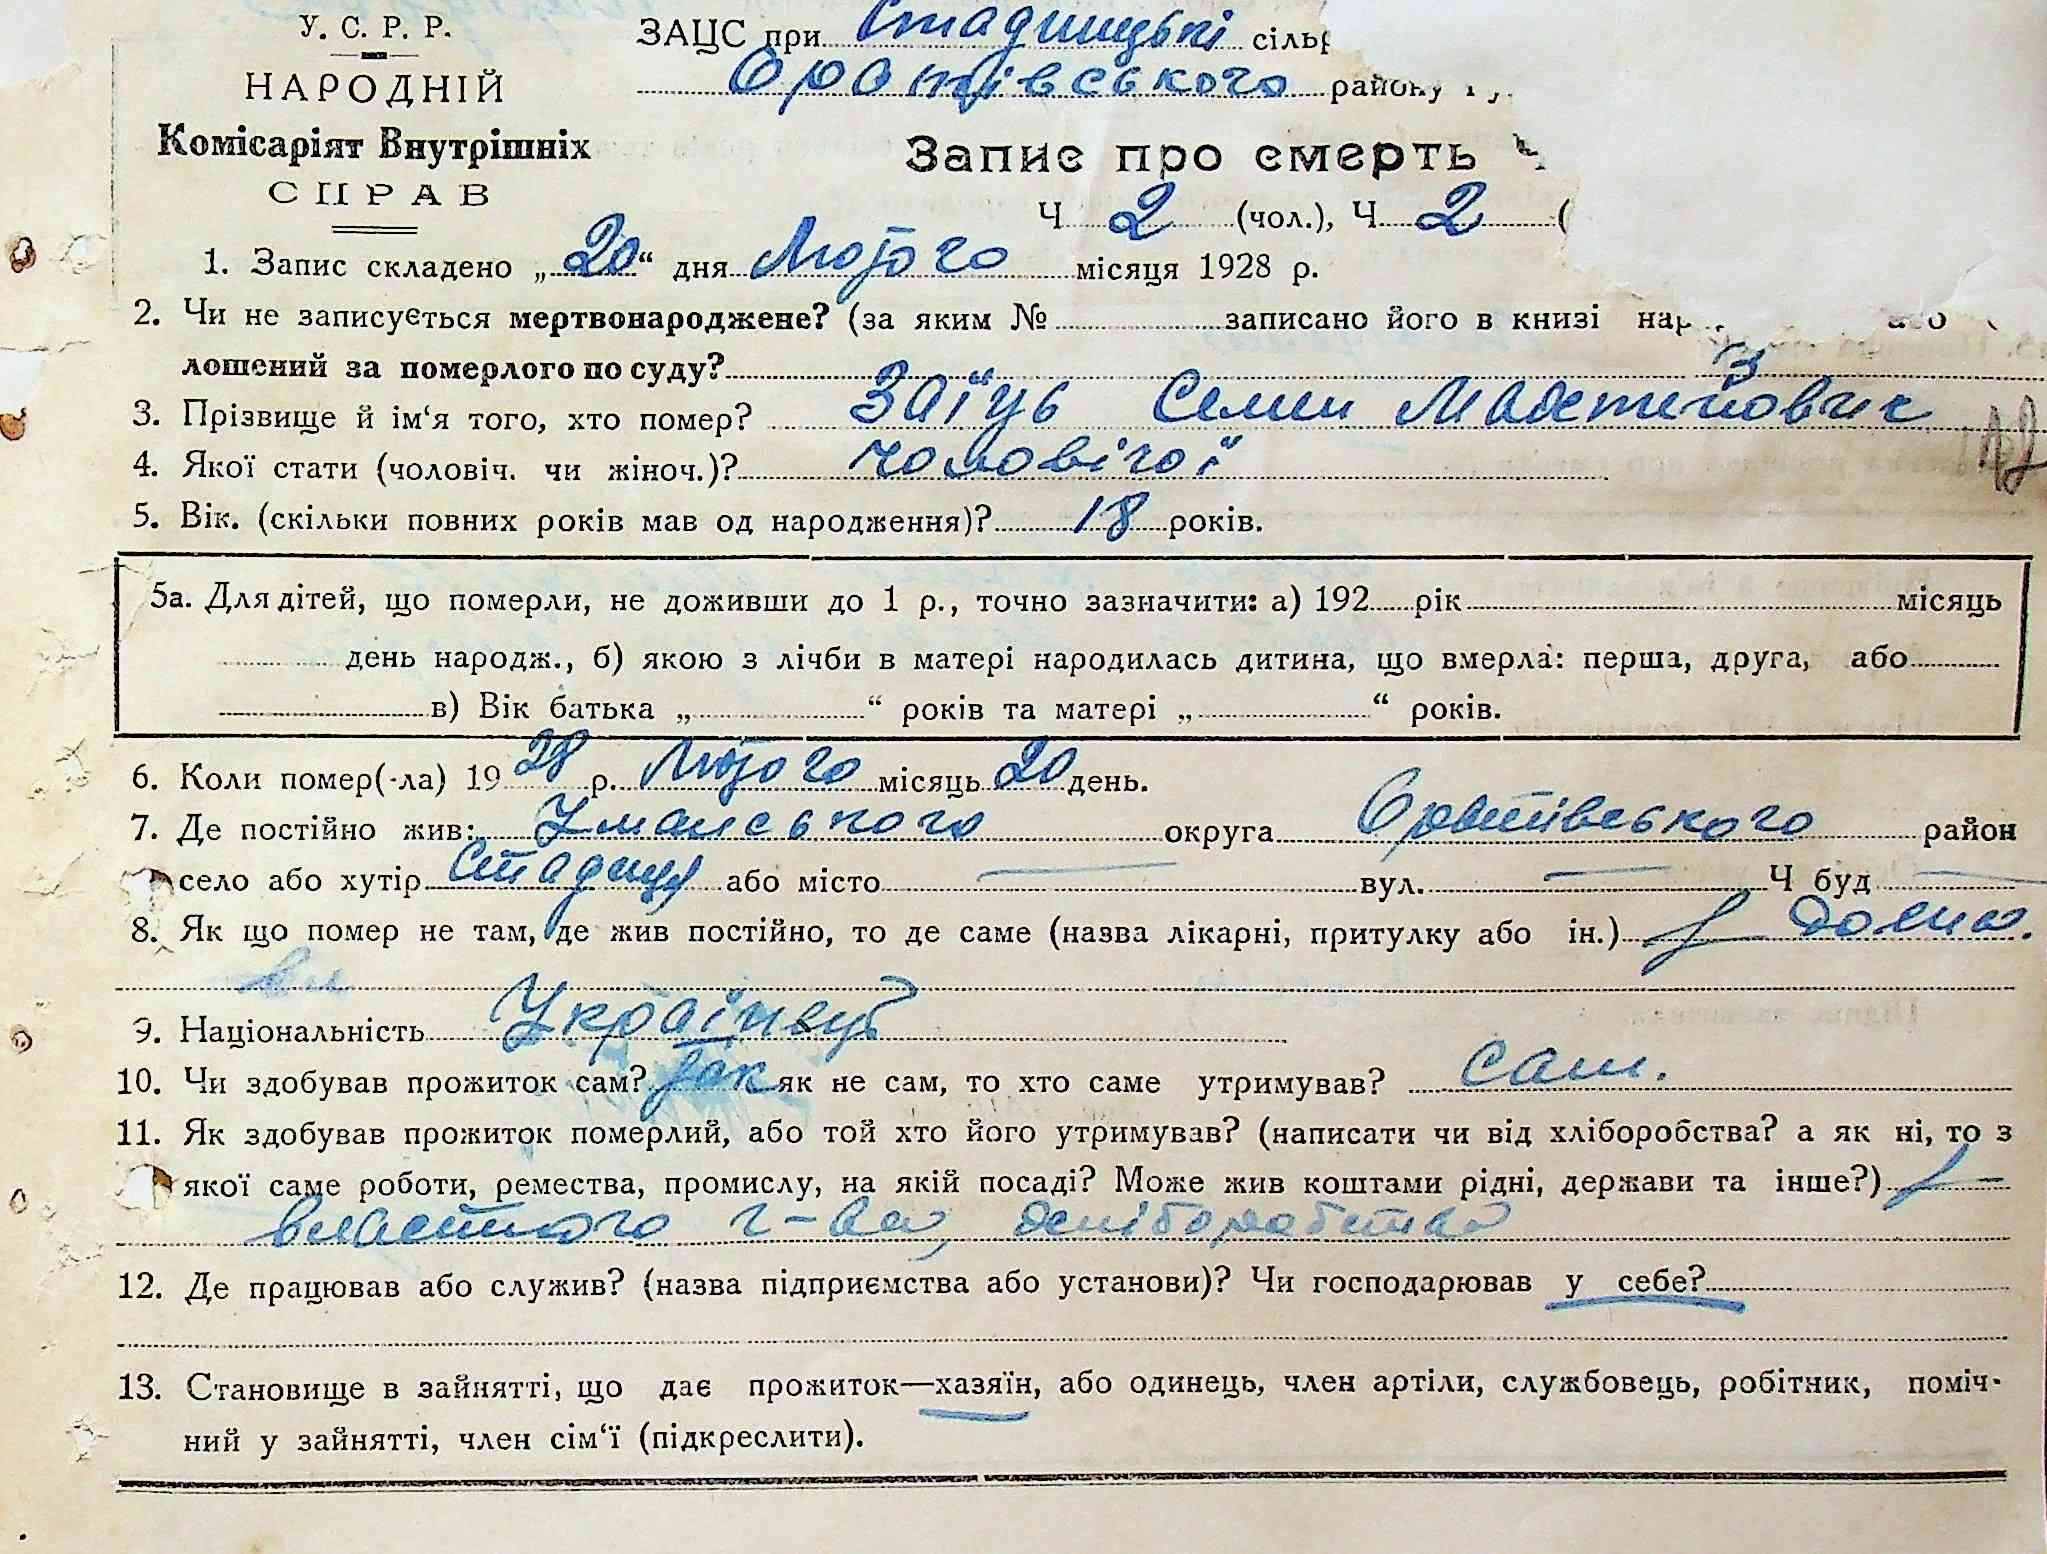 У. С. Р. Р.
НАРОДНІЙ
Комісаріят Внутрішніх
СПРАВ
ЗАЦС при Стадницькі сільр
Оратівського району
Запис про смерть Ч
Ч 2 (чол.), Ч 2 (
1. Запис складено „20“ дня Лютого місяця 1928 р.
2. Чи не записується мертвонароджене? (за яким № записано його в книзі нар або
лошений за померлого по суду?
3. Прізвище й ім‘я того, хто помер? Заїць Семен Мартинович
4. Якої стати (чоловіч. чи жіноч.)? чоловічої
5. Вік. (скільки повних років мав од народження)? 18 років.
5а. Для дітей, що померли, не доживши до 1 р., точно зазначити: а) 192 рік місяць
день народж., б) якою з лічби в матері народилась дитина, що вмерла: перша, друга, або
в) Вік батька „ “ років та матері „ “ років.
6. Коли помер(-ла) 1928 р. Лютого місяць 20 день.
7. Де постійно жив: Уманського округа Оратівського район
село або хутір Стадниця або місто — вул. — Ч буд —
8. Як що помер не там, де жив постійно, то де саме (назва лікарні, притулку або ін.) дома.
9. Національність Українець
10. Чи здобував прожиток сам? Так як не сам, то хто саме утримував? сам.
11. Як здобував прожиток померлий, або той хто його утримував? (написати чи від хліборобства? а як ні, то з
якої саме роботи, ремества, промислу, на якій посаді? Може жив коштами рідні, держави та інше?)
власного г-ва, хліборобства
12. Де працював або служив? (назва підприємства або установи)? Чи господарював у себе?
13. Становище в зайнятті, що дає прожиток—хазяїн, або одинець, член артіли, службовець, робітник, поміч-
ний у зайнятті, член сім‘ї (підкреслити).